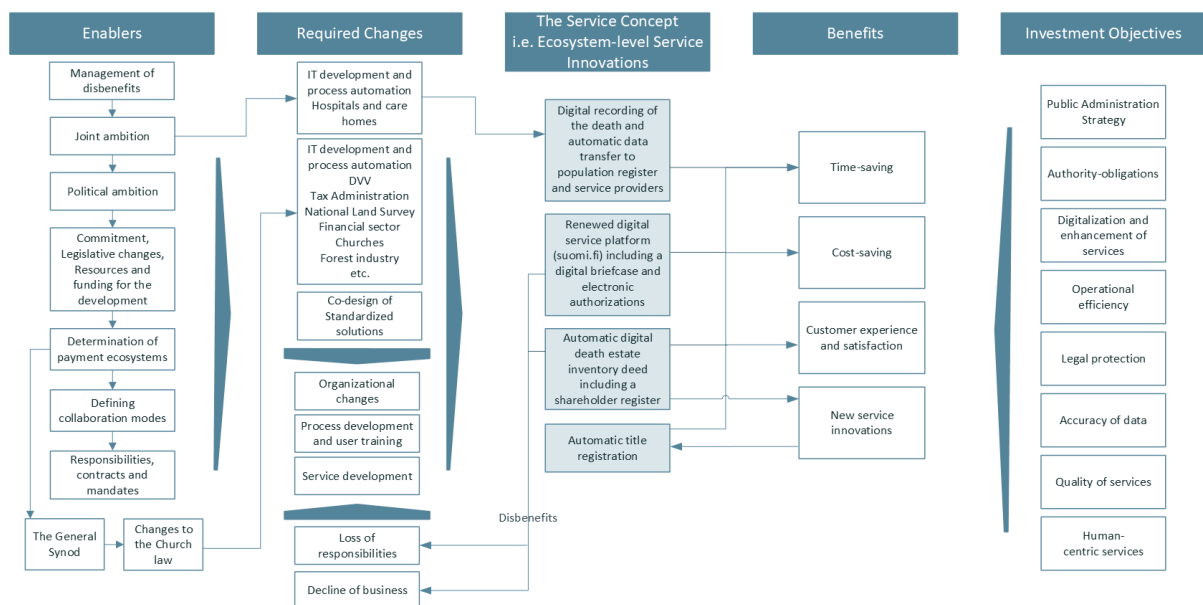 Enablers
Management of
disbenefits
Joint ambition
Political ambition
Commitment,
Legislative changes,
Resources and
funding for the
development
Determination of
payment ecosystems
Defining
collaboration modes
Responsibilities,
contracts and
mandates
The General
Synod
Changes to
the Church
law
Required Changes
IT development and
process automation
Hospitals and care
homes
IT development and
process automation
DVV
Tax Administration
National Land Survey
Financial sector
Churches
Forest industry
etc.
Co-design of
Standardized
solutions
Organizational
changes
Process development
and user training
Service development
Loss of
responsibilities
Decline of business
Disbenefits
The Service Concept
i.e. Ecosystem-level Service
Innovations
Digital recording of
the death and
automatic data
transfer to
population register
and service providers
Renewed digital
service platform
(suomi.fi) including a
digital briefcase and
electronic
authorizations
Automatic digital
death estate
inventory deed
including a
shareholder register
Automatic title
registration
Benefits
Time-saving
Cost-saving
Customer experience
and satisfaction
New service
innovations
Investment Objectives
Public Administration
Strategy
Authority-obligations
Digitalization and
enhancement of
services
Operational
efficiency
Legal protection
Accuracy of data
Quality of services
Human-
centric services